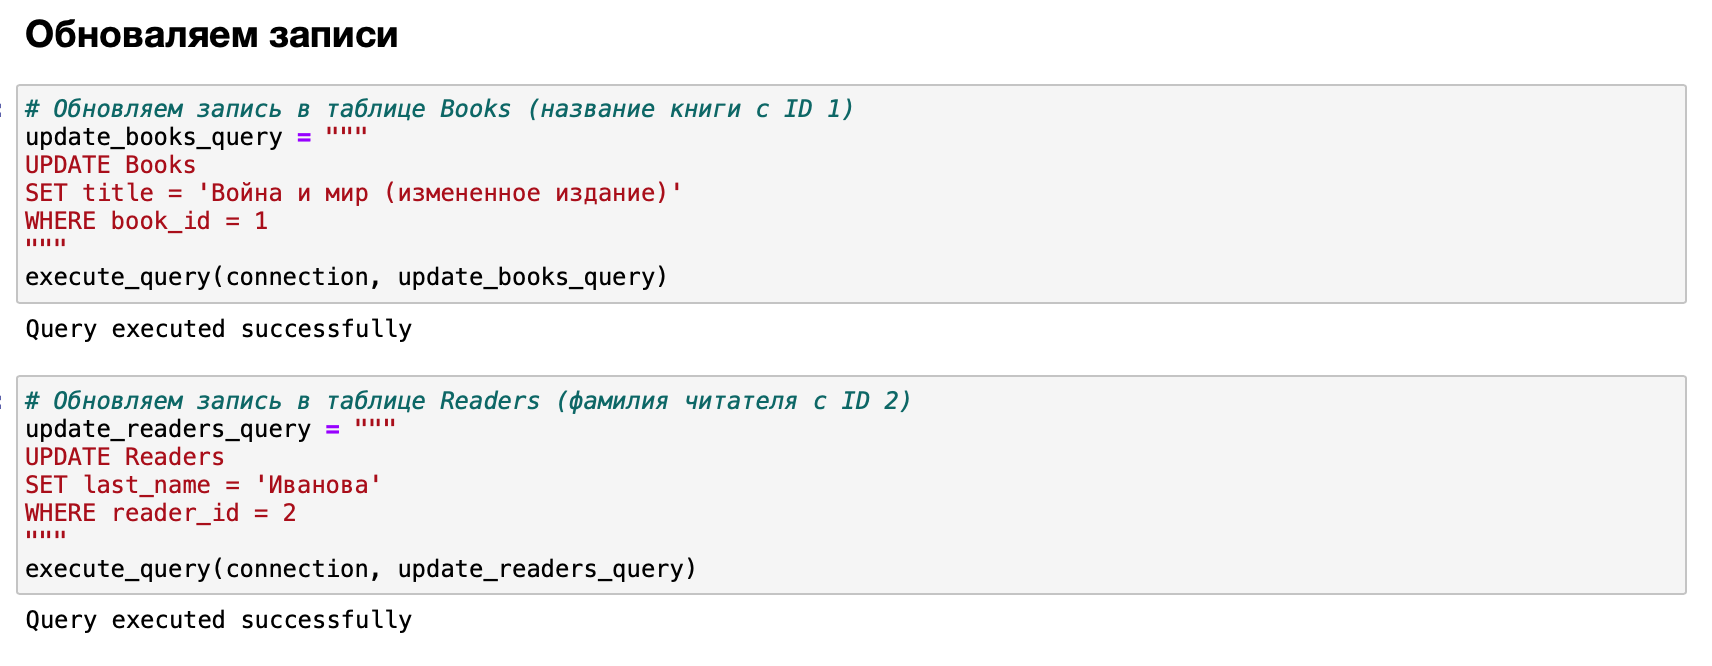 Обноваляем записи
# Обновляем запись в таблице Books (название книги с ID 1)
update_books_query = """
UPDATE Books
SET title = 'Война и мир (измененное издание)'
WHERE book_id = 1
"""
execute_query(connection, update_books_query)
Query executed successfully
# Обновляем запись в таблице Readers (фамилия читателя с ID 2)
update_readers_query = """
UPDATE Readers
SET last_name = 'Иванова'
WHERE reader_id = 2
"""
execute_query(connection, update_readers_query)
Query executed successfully